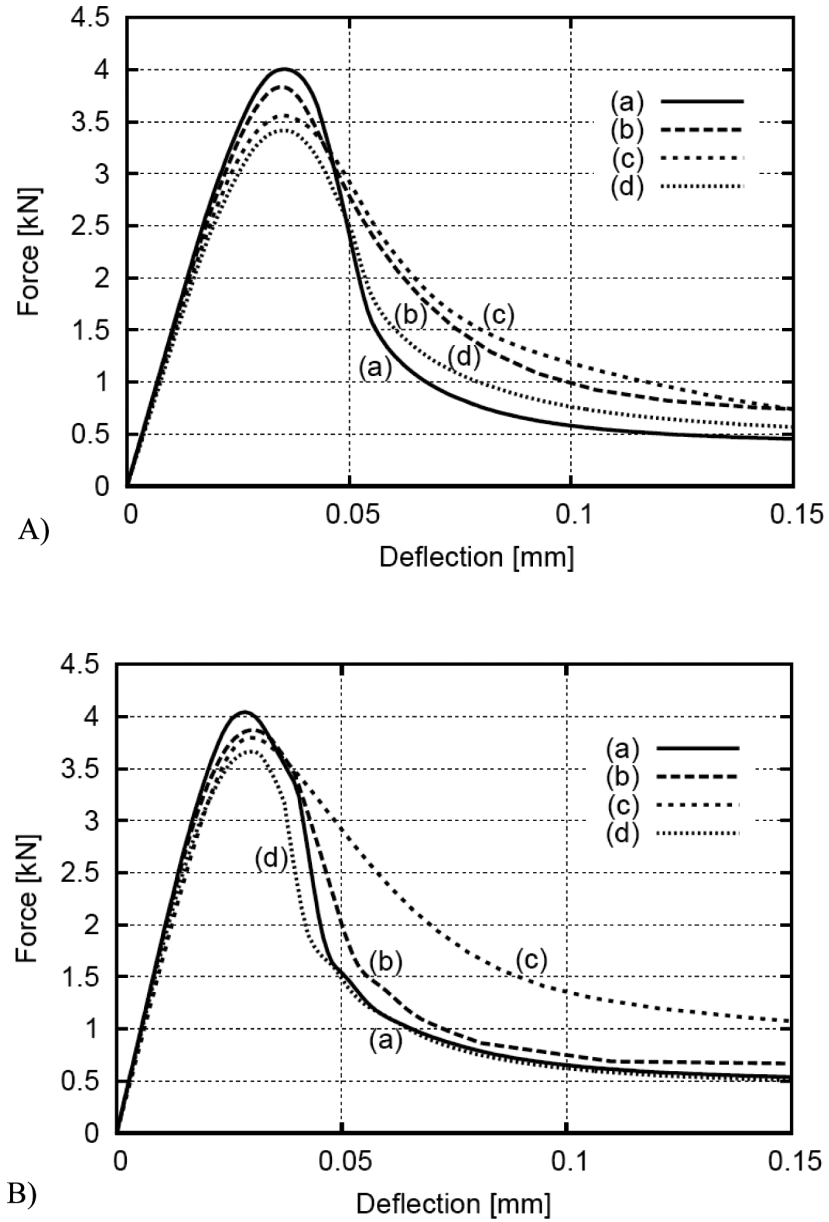 4.5
4
3.5
3
2.5
2
1.5
1
0.5
0
Force [kN]
(a)
(b)
(c)
(d)
(b)
(c)
(d)
(a)
0 0.05 0.1 0.15
A)
Deflection [mm]
4.5
4
3.5
3
2.5
2
1.5
1
0.5
0
Force [kN]
(a)
(b)
(c)
(d)
(d)
(b)
(c)
(a)
0 0.05 0.1 0.15
B)
Deflection [mm]